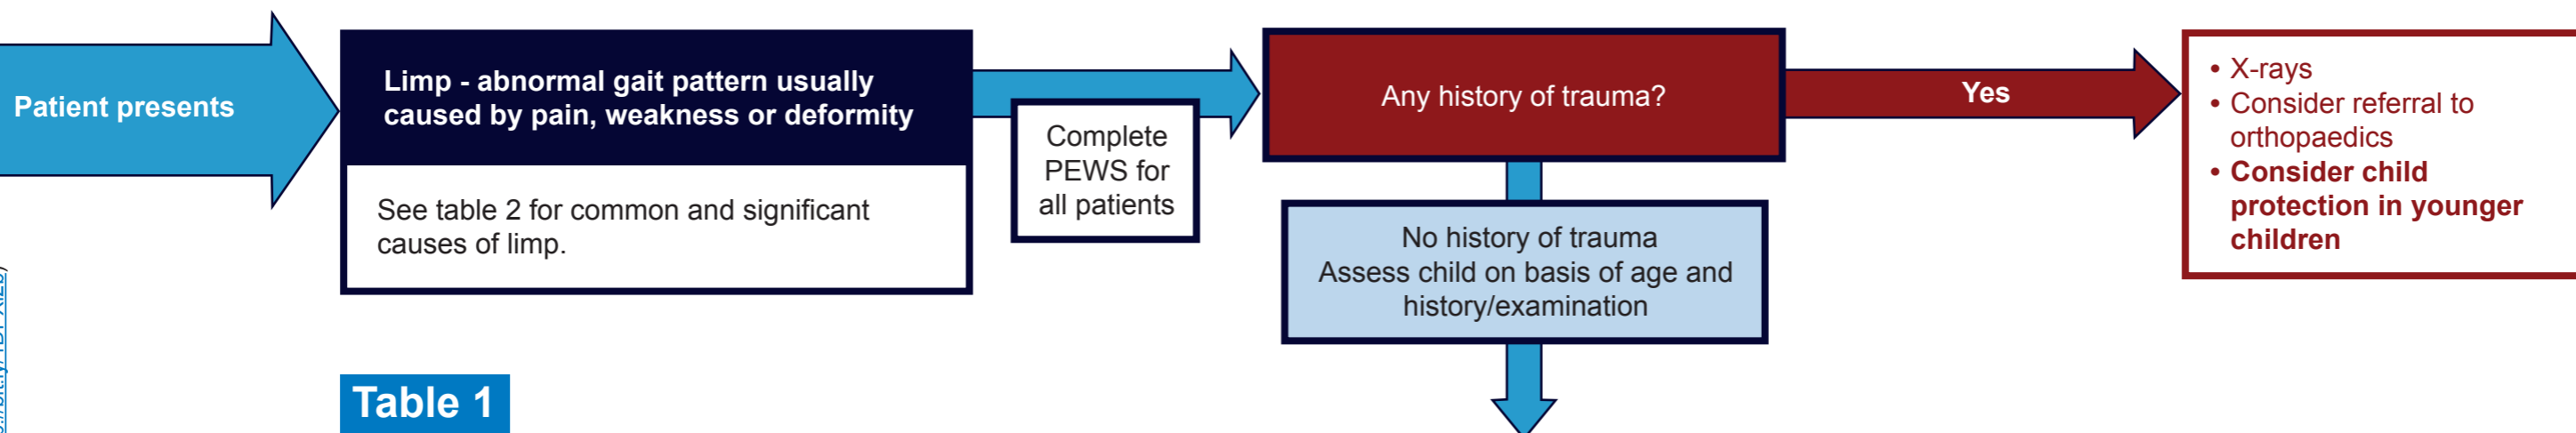 Patient presents
Limp - abnormal gait pattern usually
caused by pain, weakness or deformity
See table 2 for common and significant
causes of limp.
Complete
PEWS for
all patients
Any history of trauma?
Yes
• X-rays
• Consider referral to
orthopaedics
• Consider child
protection in younger
children
No history of trauma
Assess child on basis of age and
history/examination
Table 1